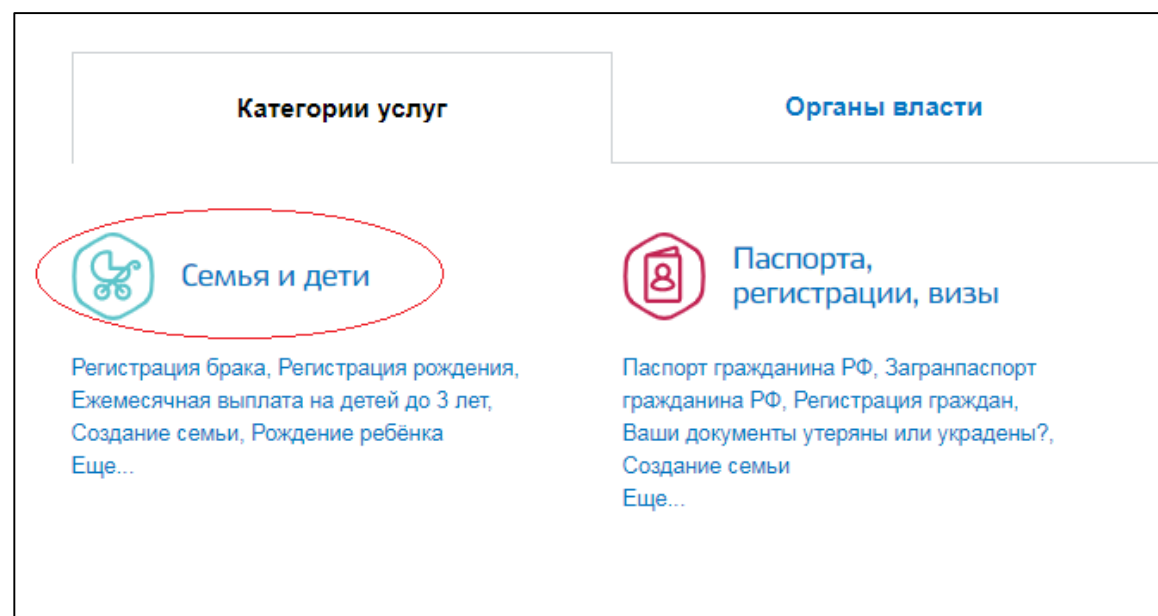 Категории услуг
Органы власти
Семья и дети
Регистрация брака, Регистрация рождения,
Ежемесячная выплата на детей до 3 лет,
Создание семьи, Рождение ребёнка
Еще...
Паспорта,
регистрации, визы
Паспорт гражданина РФ, Загранпаспорт
гражданина РФ, Регистрация граждан,
Ваши документы утеряны или украдены?,
Создание семьи
Еще...